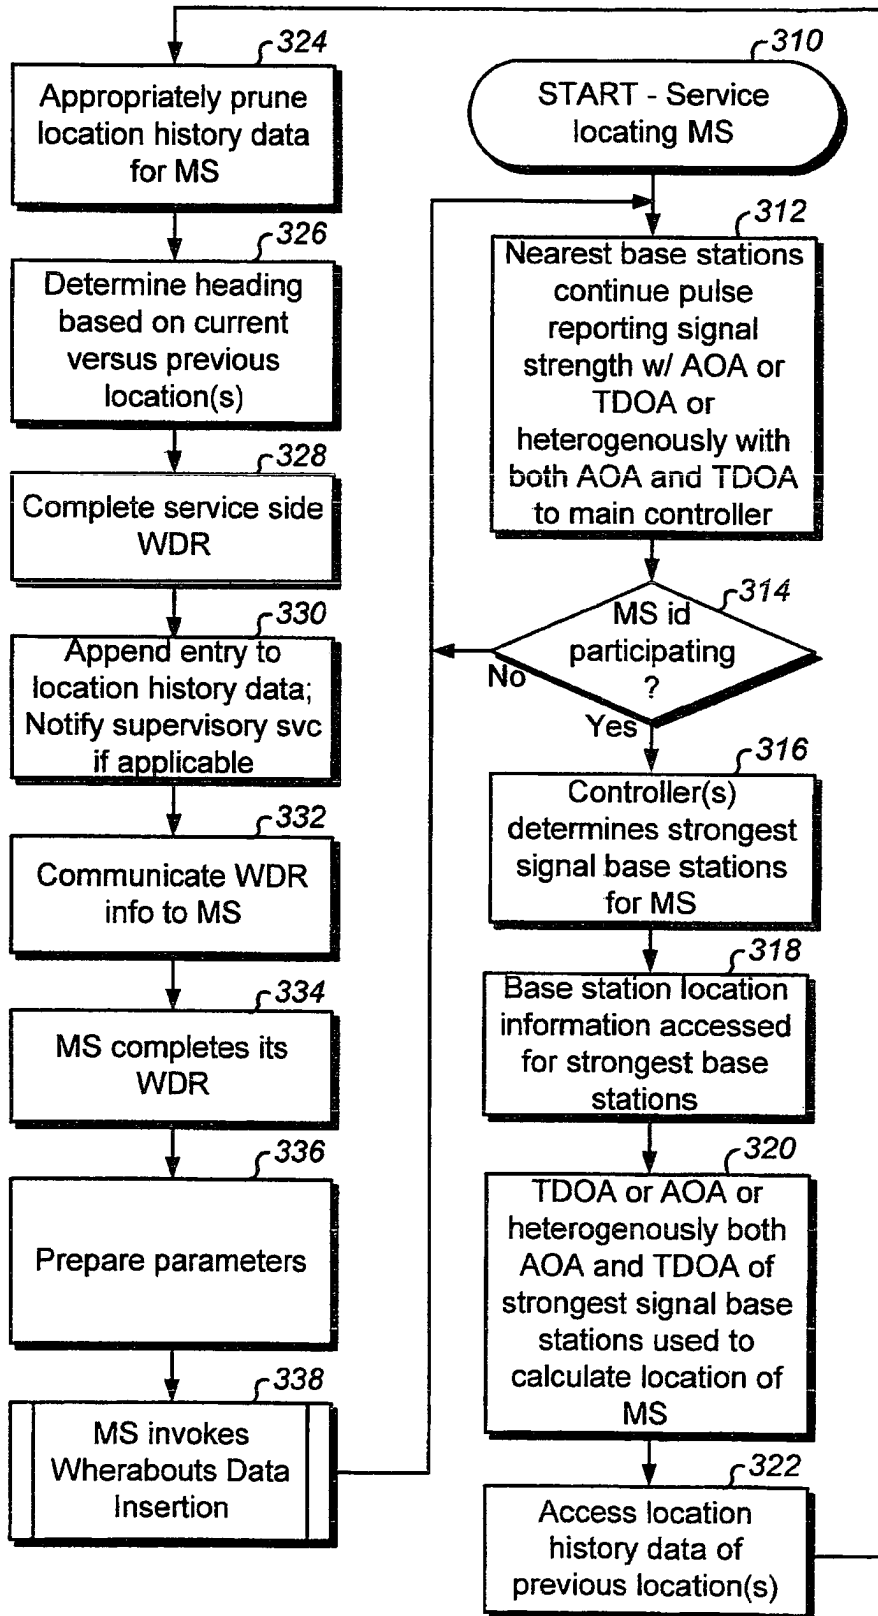 324
Appropriately prune
location history data
for MS
326
Determine heading
based on current
versus previous
location(s)
328
Complete service side
WDR
330
Append entry to
location history data;
Notify supervisory svc
if applicable
332
Communicate WDR
info to MS
334
MS completes its
WDR
336
Prepare parameters
338
MS invokes
Wherabouts Data
Insertion
310
START - Service
locating MS
312
Nearest base stations
continue pulse
reporting signal
strength w/ AOA or
TDOA or
heterogenously with
both AOA and TDOA
to main controller
314
MS id
participating
?
No
Yes
316
Controller(s)
determines strongest
signal base stations
for MS
318
Base station location
information accessed
for strongest base
stations
320
TDOA or AOA or
heterogenously both
AOA and TDOA of
strongest signal base
stations used to
calculate location of
MS
322
Access location
history data of
previous location(s)